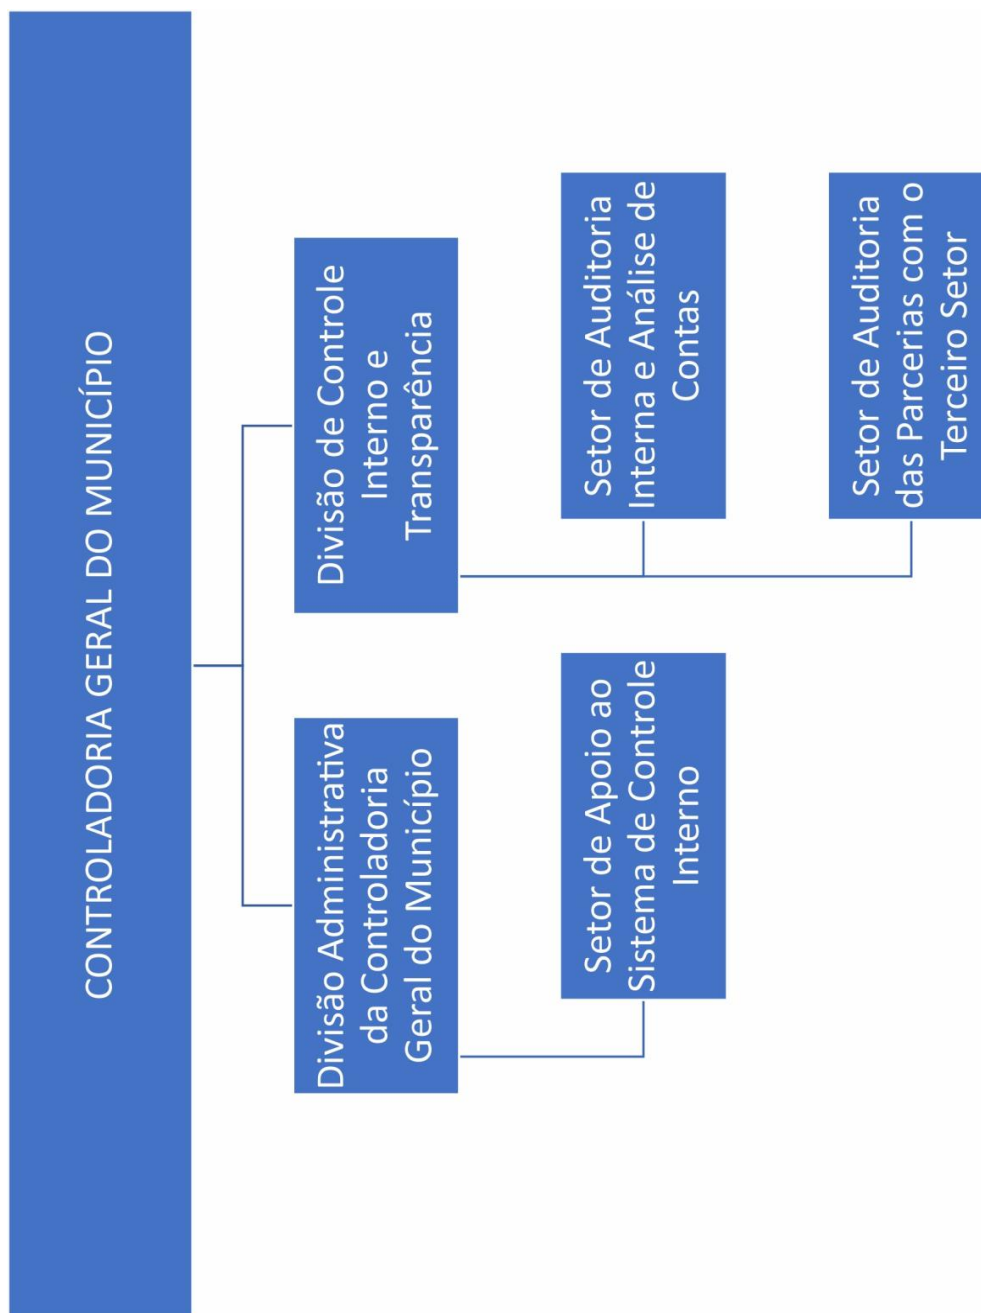 CONTROLADORIA GERAL DO MUNICÍPIO
Divisão Administrativa
da Controladoria
Geral do Município
Divisão de Controle
Interno e
Transparência
Setor de Apoio ao
Sistema de Controle
Interno
Setor de Auditoria
Interna e Análise de
Contas
Setor de Auditoria
das Parcerias com o
Terceiro Setor